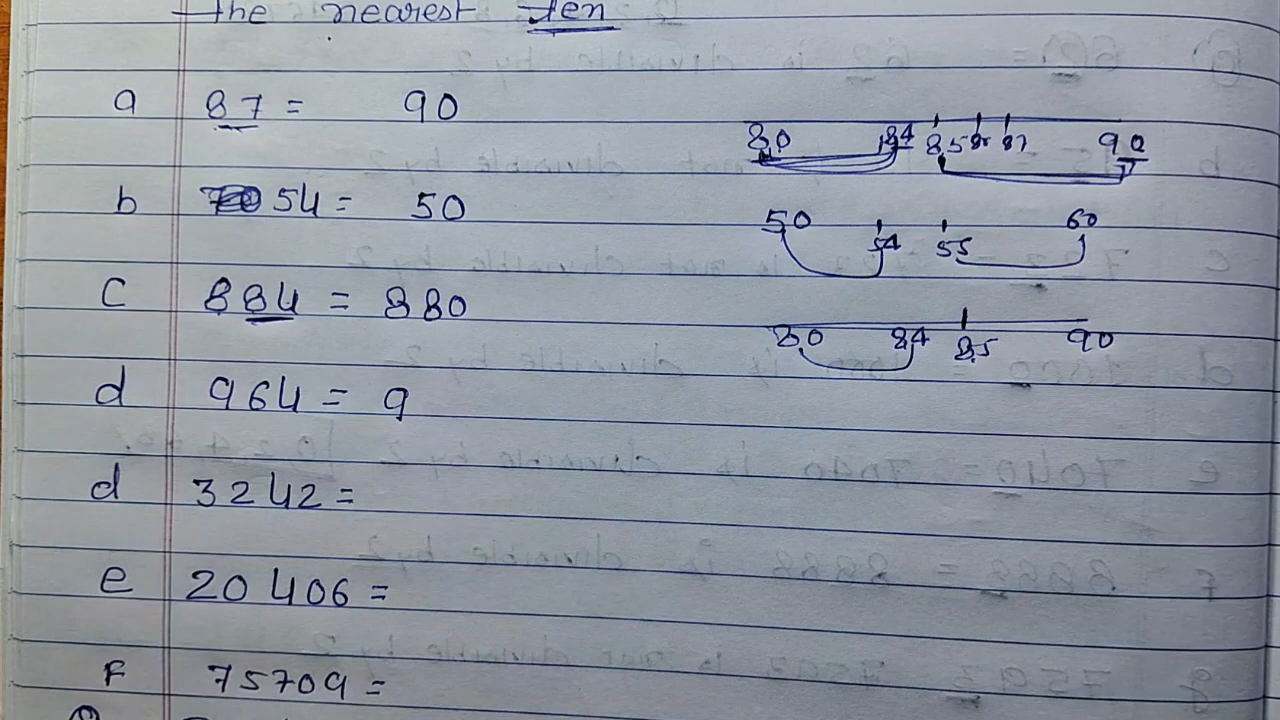 the nearest ten
a 87 = 90
80 84 85 86 87 90
b 54 = 50
50 54 55 60
c 884 = 880
80 84 85 90
d 964 = 9
d 3242 =
e 20406 =
F 75709 =